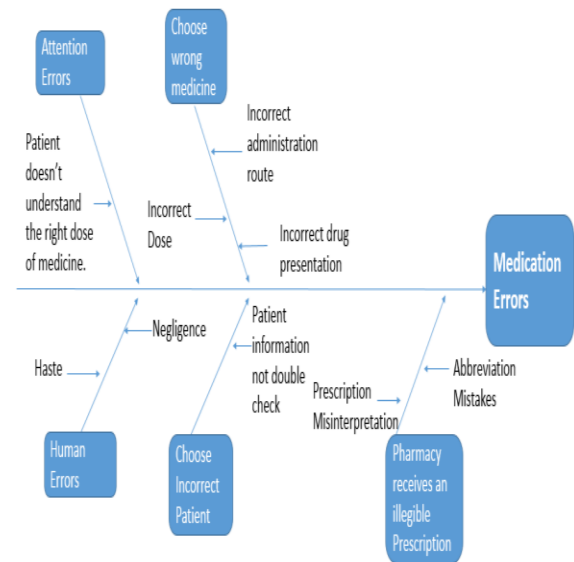 Attention
Errors
Choose
wrong
medicine
Incorrect
administration
route
Patient
doesn't
understand
the right dose
of medicine.
Incorrect
Dose
Incorrect drug
presentation
Medication
Errors
Negligence
Haste
Patient
information
not double
check
Prescription
Misinterpretation
Abbreviation
Mistakes
Human
Errors
Choose
Incorrect
Patient
Pharmacy
receives an
illegible
Prescription